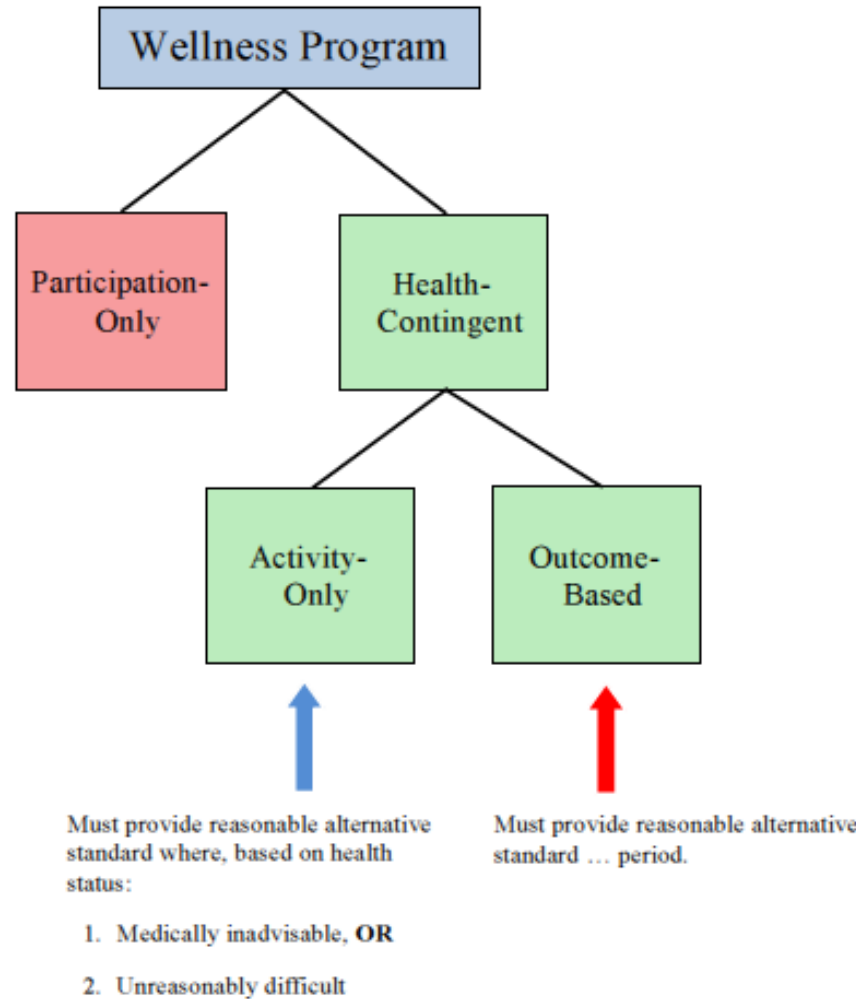 Wellness Program
Participation-
Only
Health-
Contingent
Activity-
Only
Outcome-
Based
Must provide reasonable alternative
standard where, based on health
status:
1. Medically inadvisable, OR
2. Unreasonably difficult
Must provide reasonable alternative
standard … period.